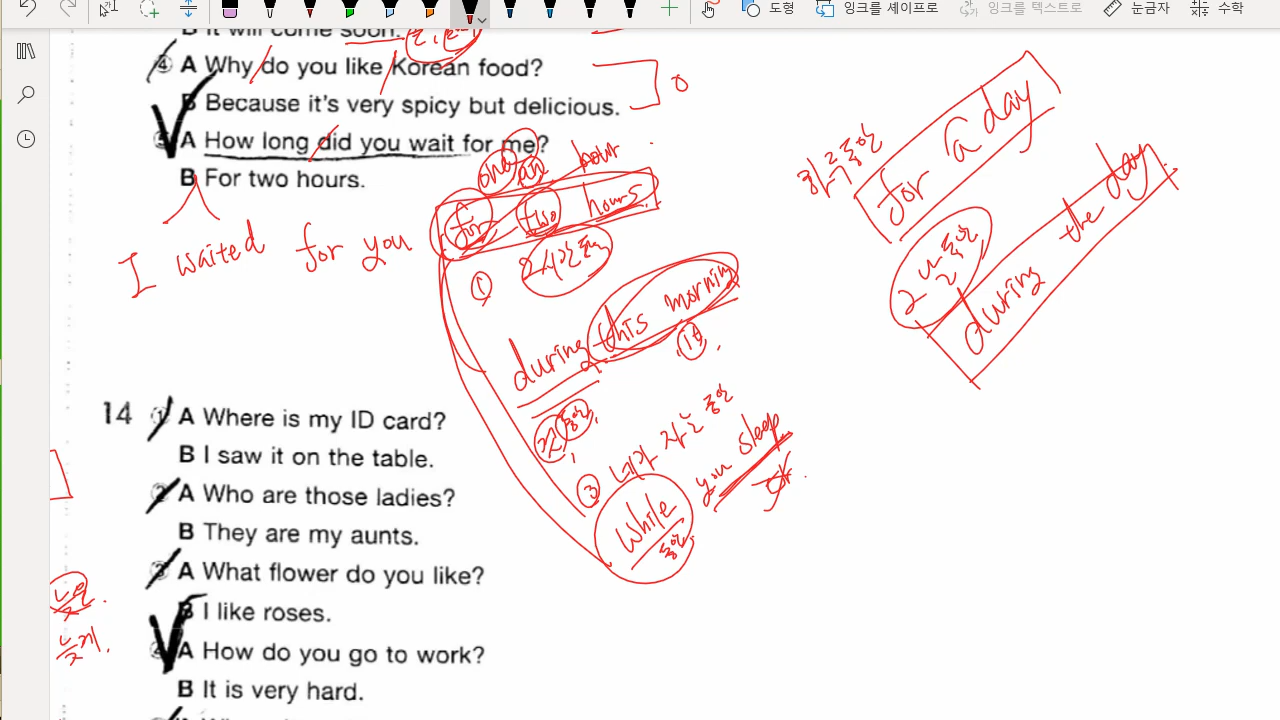 도형
잉크를 셰이프로
잉크를 텍스트로
눈금자
수학
B It will come soon.
④ A Why do you like Korean food?
B Because it's very spicy but delicious.
⑤ A How long did you wait for me?
B For two hours.
I waited for you
one an hour
for two hours.
① 2시간 동안
during this morning
동안
③ 네가 자는 동안
while you sleep
동안
하루 동안
for a day
during the day
14 ① A Where is my ID card?
B I saw it on the table.
② A Who are those ladies?
B They are my aunts.
③ A What flower do you like?
B I like roses.
④ A How do you go to work?
B It is very hard.
늦은.
늦게.